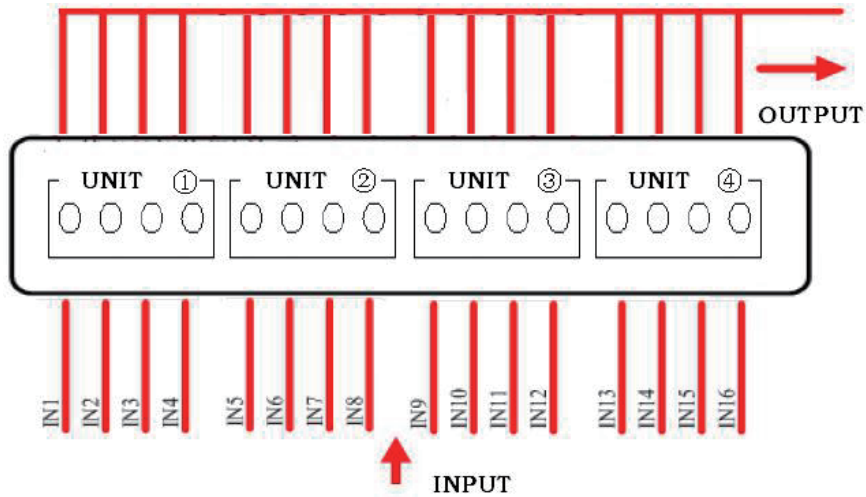 OUTPUT
UNIT ① UNIT ② UNIT ③ UNIT ④
IN1 IN2 IN3 IN4 IN5 IN6 IN7 IN8 IN9 IN10 IN11 IN12 IN13 IN14 IN15 IN16
INPUT